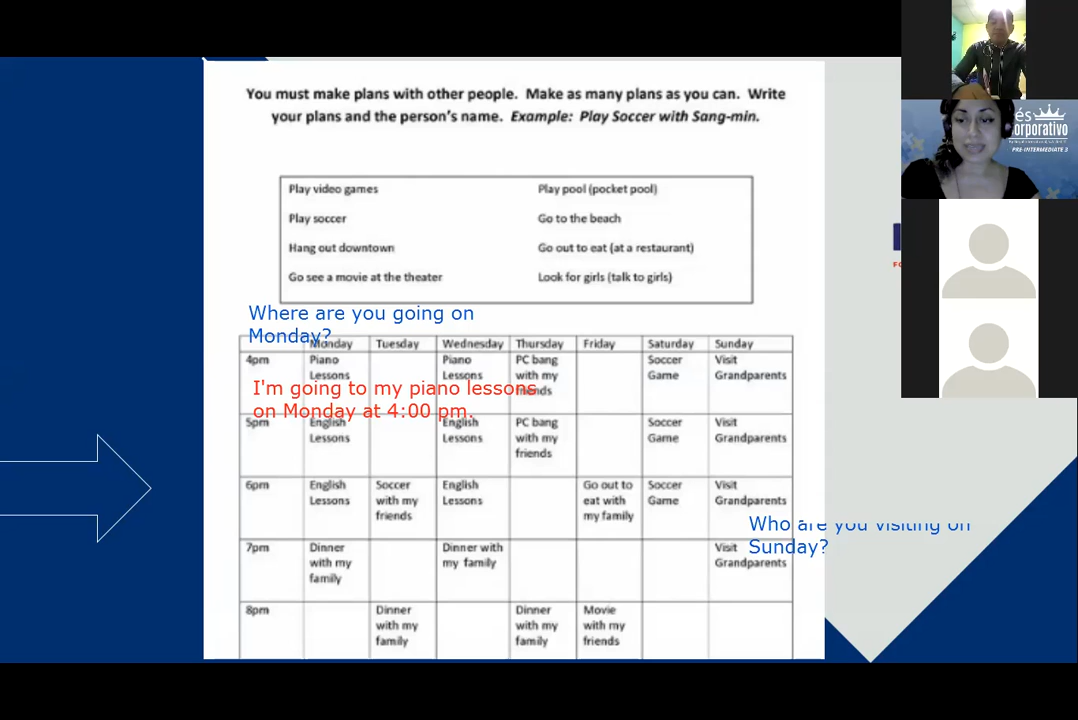 You must make plans with other people. Make as many plans as you can. Write
your plans and the person's name. Example: Play Soccer with Sang-min.
Play video games Play pool (pocket pool)
Play soccer Go to the beach
Hang out downtown Go out to eat (at a restaurant)
Go see a movie at the theater Look for girls (talk to girls)
Where are you going on
Monday?
Monday Tuesday Wednesday Thursday Friday Saturday Sunday
4pm Piano Piano PC bang Soccer Visit
Lessons Lessons with my Game Grandparents
friends
I'm going to my piano lessons
on Monday at 4:00 pm.
5pm English English PC bang Soccer Visit
Lessons Lessons with my Game Grandparents
friends
6pm English Soccer English Go out to Soccer Visit
Lessons with my Lessons eat with Game Grandparents
friends my family
Who are you visiting on
Sunday?
7pm Dinner Dinner with Visit
with my my family Grandparents
family
8pm Dinner Dinner Movie
with my with my with my
family family friends
és
orporativo
PRE-INTERMEDIATE 3